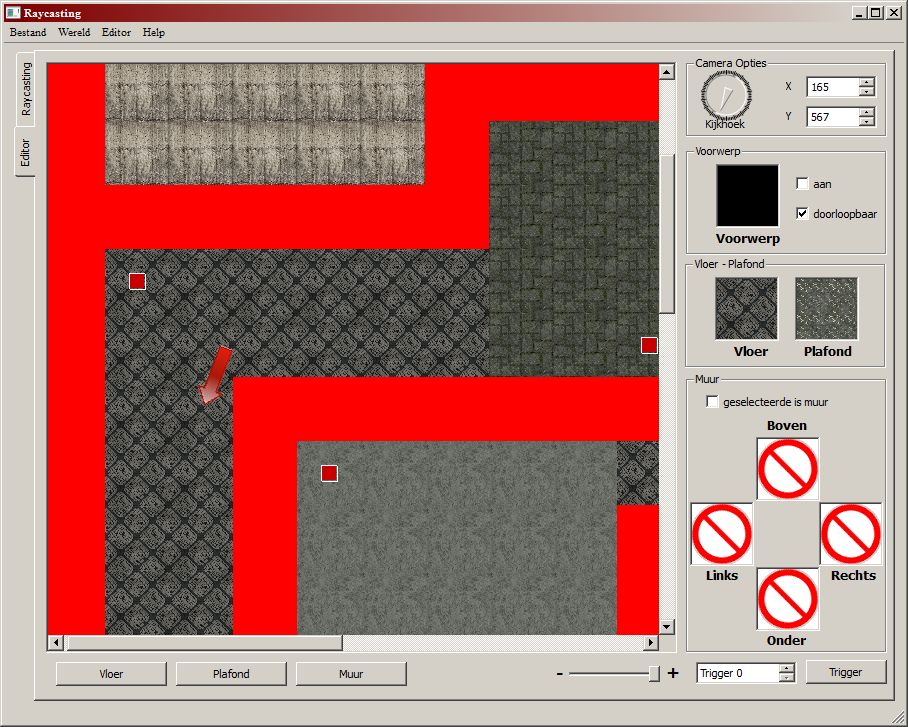 Raycasting
Bestand Wereld Editor Help
Raycasting
Editor
Camera Opties
Kijkhoek
X 165
Y 567
Voorwerp
aan
doorloopbaar
Voorwerp
Vloer - Plafond
Vloer Plafond
Muur
geselecteerde is muur
Boven
Links Rechts
Onder
Vloer Plafond Muur - + Trigger 0 Trigger